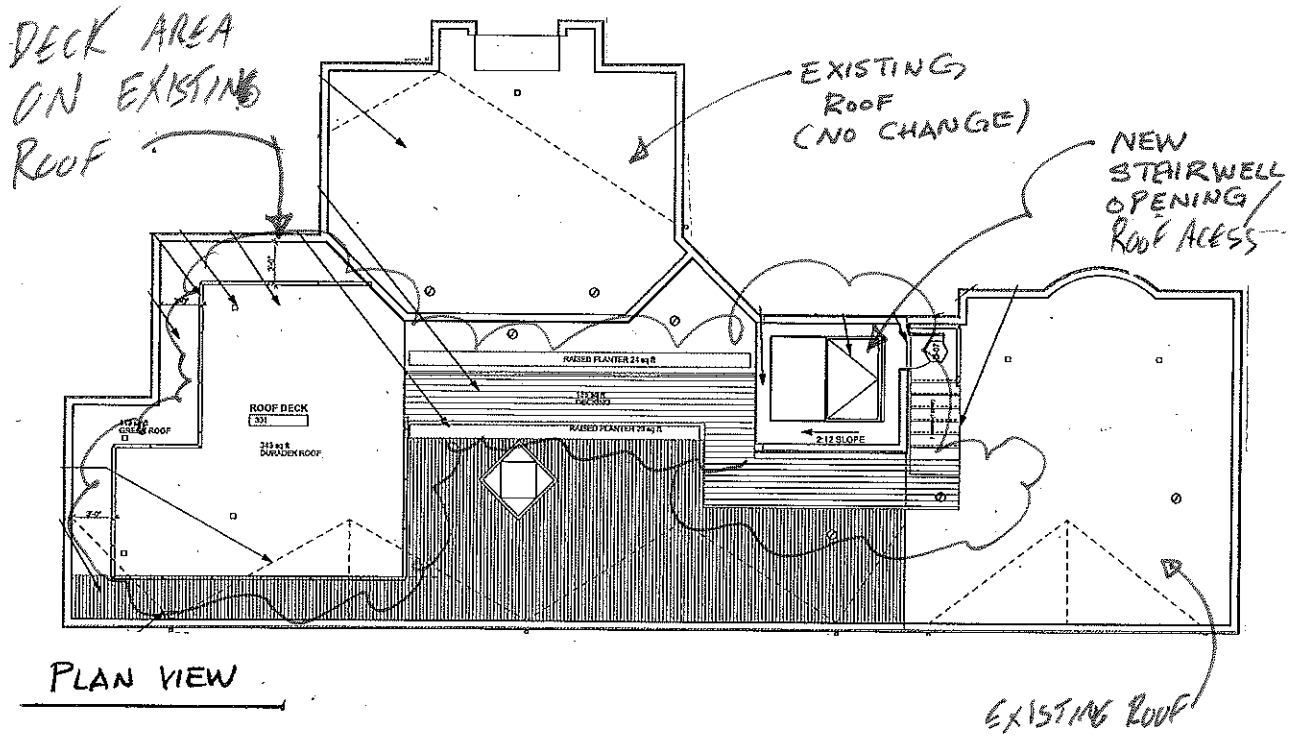 DECK AREA
ON EXISTING
ROOF
EXISTING
ROOF
(NO CHANGE)
NEW
STAIRWELL
OPENING/
ROOF ACESS
RAISED PLANTER 24 sq ft
DECKING
RAISED PLANTER 29 sq ft
ROOF DECK
301
343 sq ft
DURADEK ROOF
GREEN ROOF
2:12 SLOPE
PLAN VIEW
EXISTING ROOF